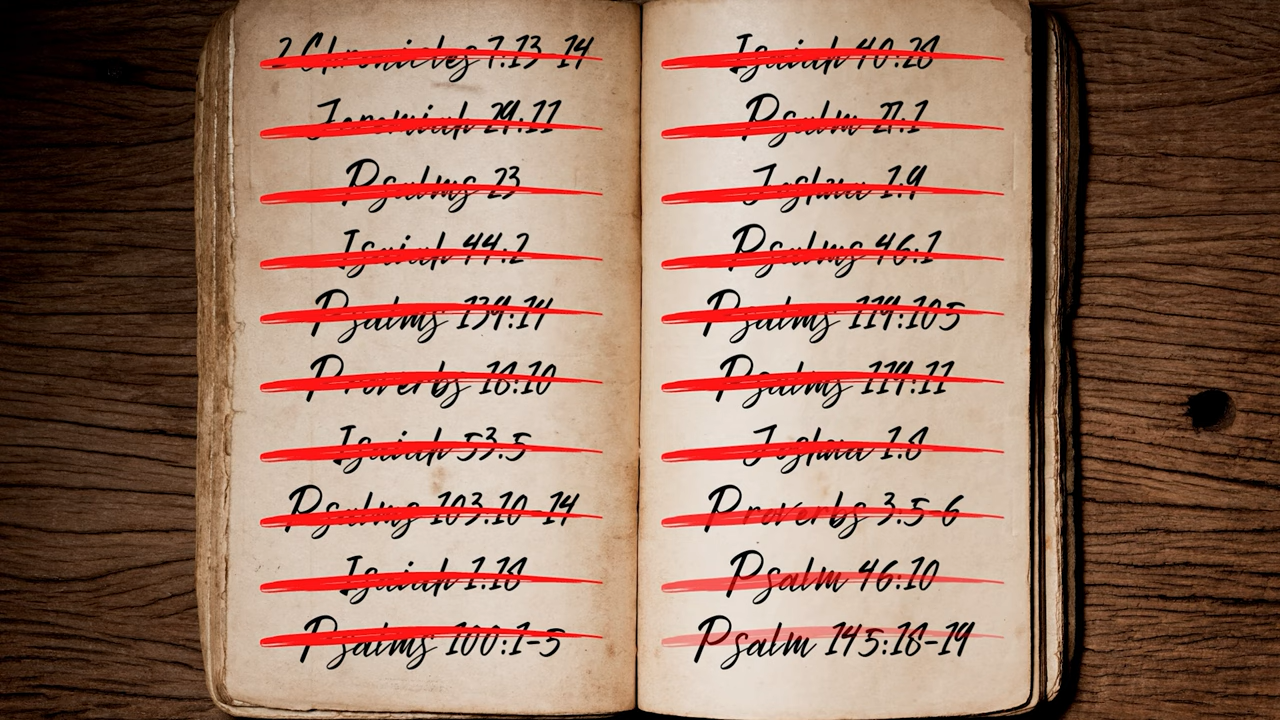 2 Chronicles 7:13-14
Jeremiah 29:11
Psalms 23
Isaiah 44:2
Psalms 139:14
Proverbs 18:10
Isaiah 53:5
Psalms 103:10-14
Isaiah 1:18
Psalms 100:1-5
Isaiah 40:28
Psalm 27:1
Joshua 1:9
Psalms 46:1
Psalms 119:105
Psalms 119:11
Joshua 1:8
Proverbs 3:5-6
Psalm 46:10
Psalm 145:18-19